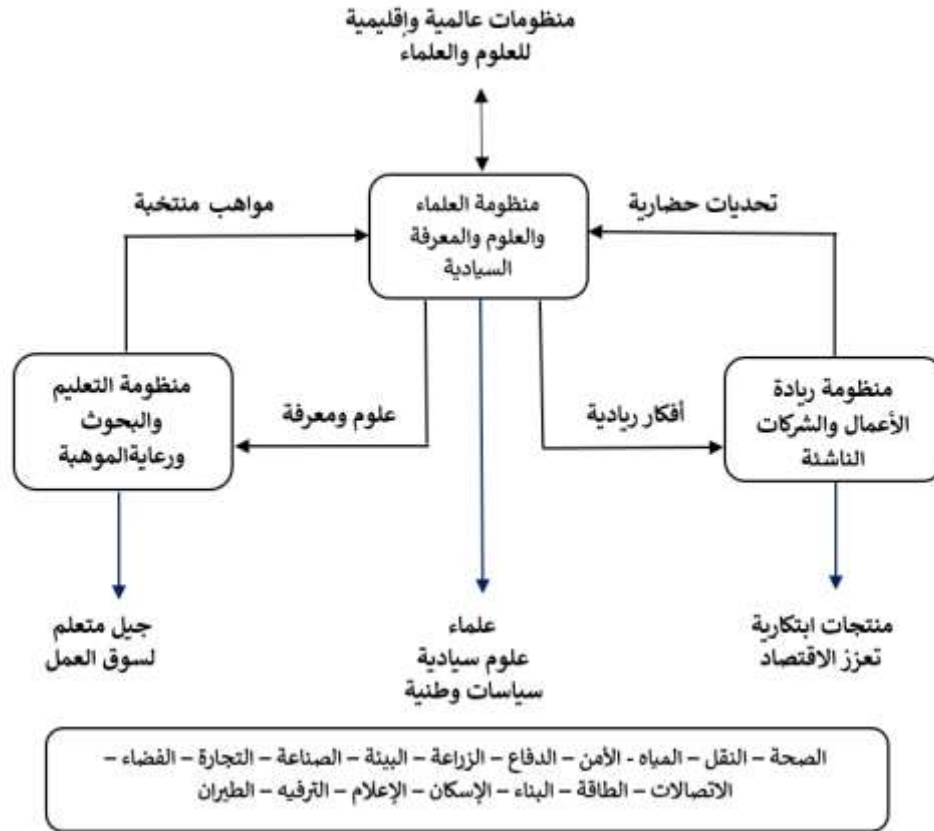 منظومات عالمية وإقليمية
للعلوم والعلماء
تحديات حضارية
منظومة العلماء
والعلوم والمعرفة
السيادية
مواهب منتخبة
منظومة ريادة
الأعمال والشركات
الناشئة
أفكار ريادية
علوم ومعرفة
منظومة التعليم
والبحوث
ورعايةالموهبة
منتجات ابتكارية
تعزز الاقتصاد
علماء
علوم سيادية
سياسات وطنية
جيل متعلم
لسوق العمل
الصحة – النقل – المياه - الأمن – الدفاع – الزراعة – البيئة – الصناعة – التجارة – الفضاء –
الاتصالات – الطاقة – البناء – الإسكان – الإعلام – الترفيه – الطيران